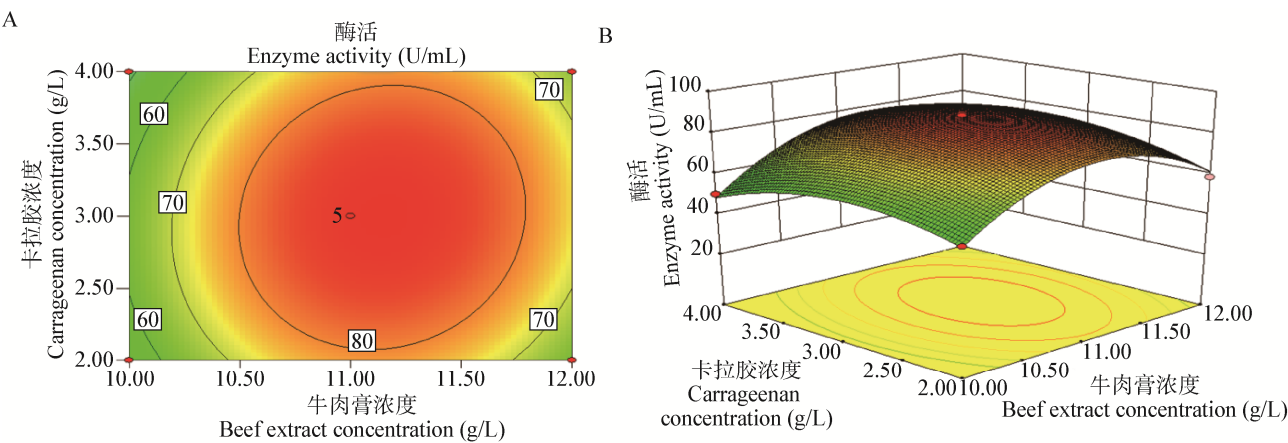 A
酶活
Enzyme activity (U/mL)
卡拉胶浓度
Carrageenan concentration (g/L)
4.00
3.50
3.00
2.50
2.00
60
70
70
5
60
70
80
10.00 10.50 11.00 11.50 12.00
牛肉膏浓度
Beef extract concentration (g/L)
B
酶活
Enzyme activity (U/mL)
100
80
60
40
20
4.00
3.50
3.00
2.50
2.00
卡拉胶浓度
Carrageenan
concentration (g/L)
12.00
11.50
11.00
10.50
10.00
牛肉膏浓度
Beef extract concentration (g/L)